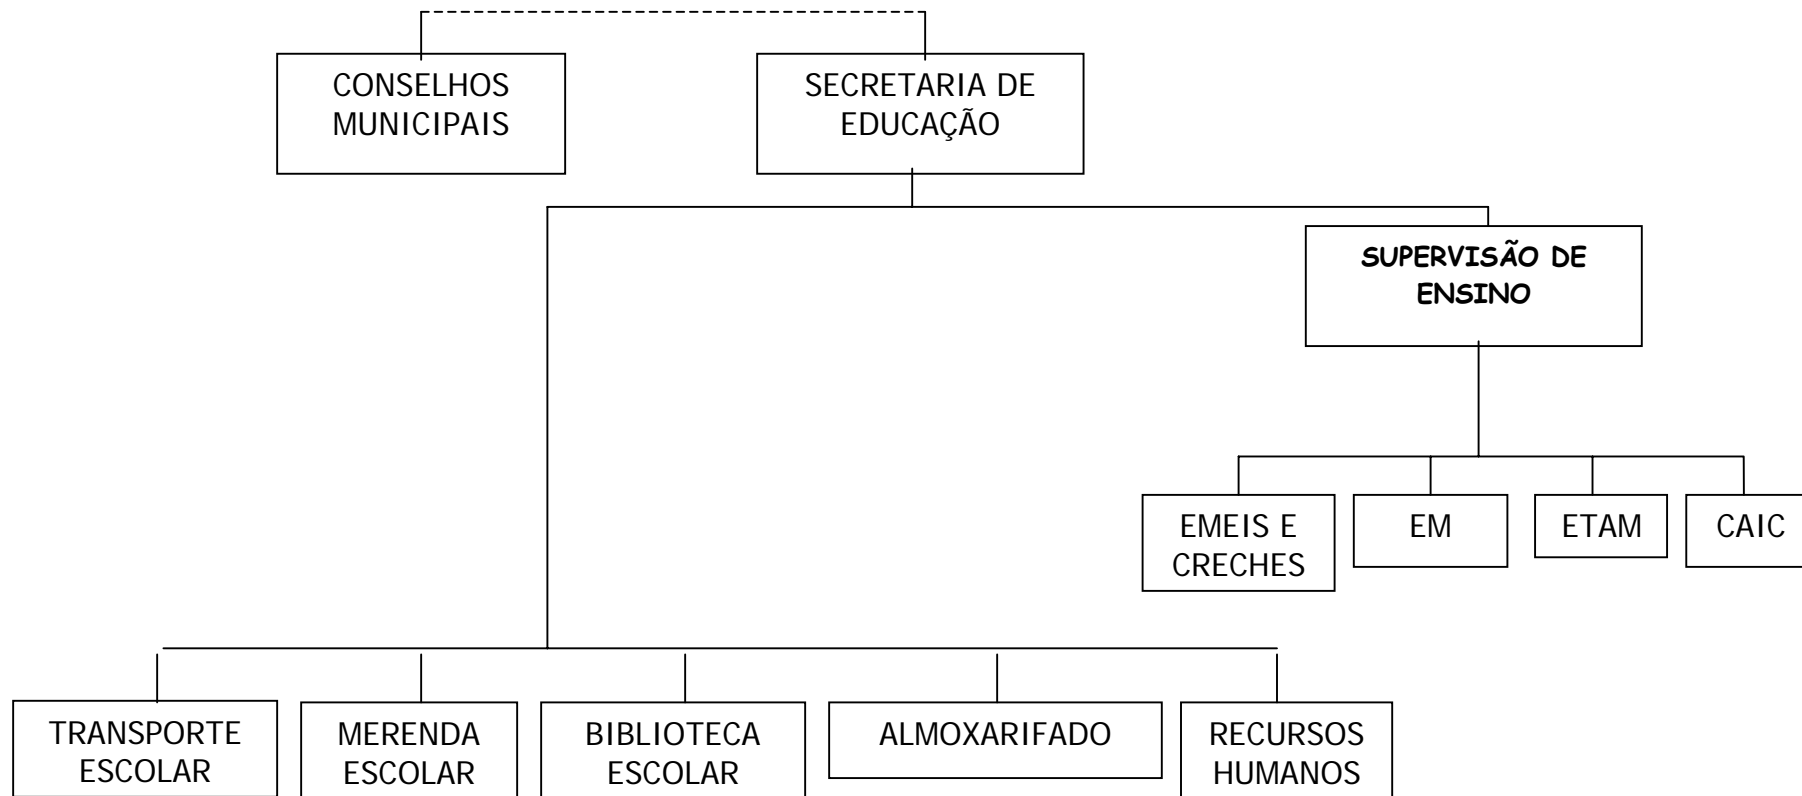 CONSELHOS
MUNICIPAIS
SECRETARIA DE
EDUCAÇÃO
SUPERVISÃO DE
ENSINO
EMEIS E
CRECHES
EM
ETAM
CAIC
TRANSPORTE
ESCOLAR
MERENDA
ESCOLAR
BIBLIOTECA
ESCOLAR
ALMOXARIFADO
RECURSOS
HUMANOS